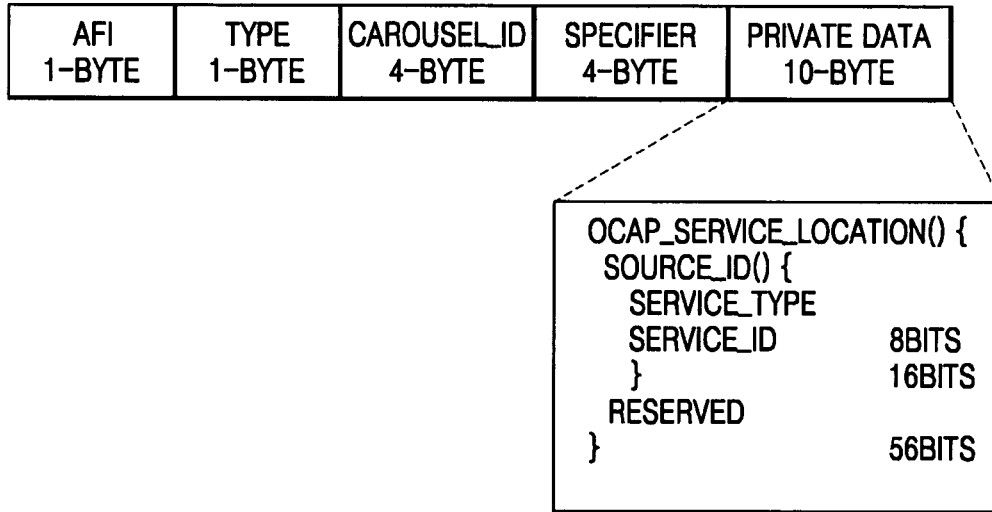 AFI TYPE CAROUSEL_ID SPECIFIER PRIVATE DATA
1-BYTE 1-BYTE 4-BYTE 4-BYTE 10-BYTE
OCAP_SERVICE_LOCATION() {
SOURCE_ID() {
SERVICE_TYPE
SERVICE_ID 8BITS
} 16BITS
RESERVED
} 56BITS